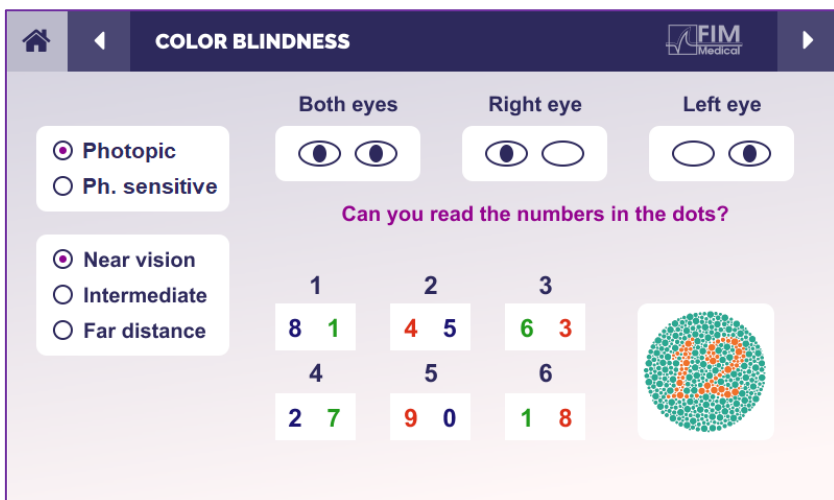 COLOR BLINDNESS
FIM
Medical
Both eyes Right eye Left eye
Photopic
Ph. sensitive
Can you read the numbers in the dots?
Near vision
Intermediate
Far distance
1 2 3
8 1 4 5 6 3
4 5 6
2 7 9 0 1 8
12